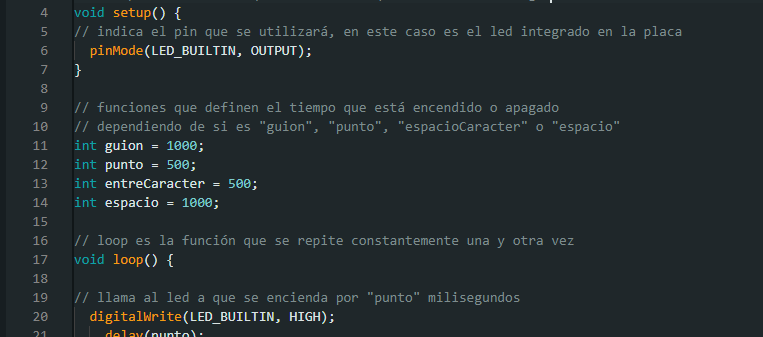 4 void setup() {
5 // indica el pin que se utilizará, en este caso es el led integrado en la placa
6 pinMode(LED_BUILTIN, OUTPUT);
7 }
8
9 // funciones que definen el tiempo que está encendido o apagado
10 // dependiendo de si es "guion", "punto", "espacioCaracter" o "espacio"
11 int guion = 1000;
12 int punto = 500;
13 int entreCaracter = 500;
14 int espacio = 1000;
15
16 // loop es la función que se repite constantemente una y otra vez
17 void loop() {
18
19 // llama al led a que se encienda por "punto" milisegundos
20 digitalWrite(LED_BUILTIN, HIGH);
21 delay(punto);